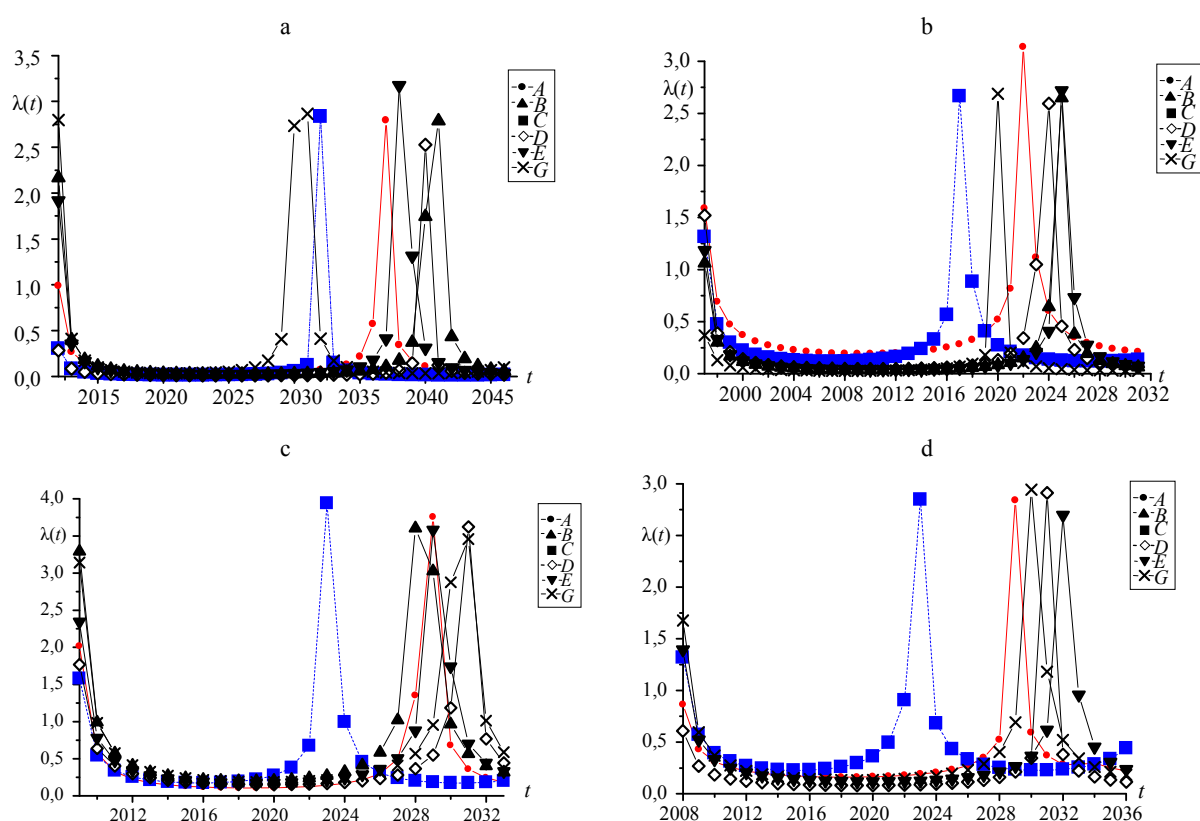 a
3,5
3,0
2,5
2,0
1,5
1,0
0,5
0,0
λ(t)
A
B
C
D
E
G
2015 2020 2025 2030 2035 2040 2045
t
b
3,0
2,5
2,0
1,5
1,0
0,5
0,0
λ(t)
A
B
C
D
E
G
2000 2004 2008 2012 2016 2020 2024 2028 2032
t
c
4,0
3,5
3,0
2,5
2,0
1,5
1,0
0,5
0,0
λ(t)
A
B
C
D
E
G
2012 2016 2020 2024 2028 2032
t
d
3,0
2,5
2,0
1,5
1,0
0,5
0,0
λ(t)
A
B
C
D
E
G
2008 2012 2016 2020 2024 2028 2032 2036
t